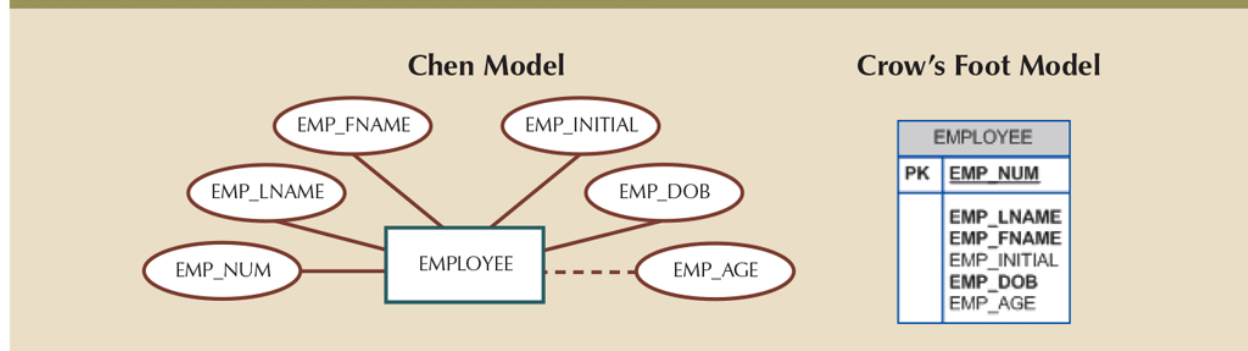 Chen Model
EMP_FNAME
EMP_INITIAL
EMP_LNAME
EMP_DOB
EMP_NUM
EMPLOYEE
EMP_AGE
Crow's Foot Model
EMPLOYEE
PK EMP_NUM
EMP_LNAME
EMP_FNAME
EMP_INITIAL
EMP_DOB
EMP_AGE